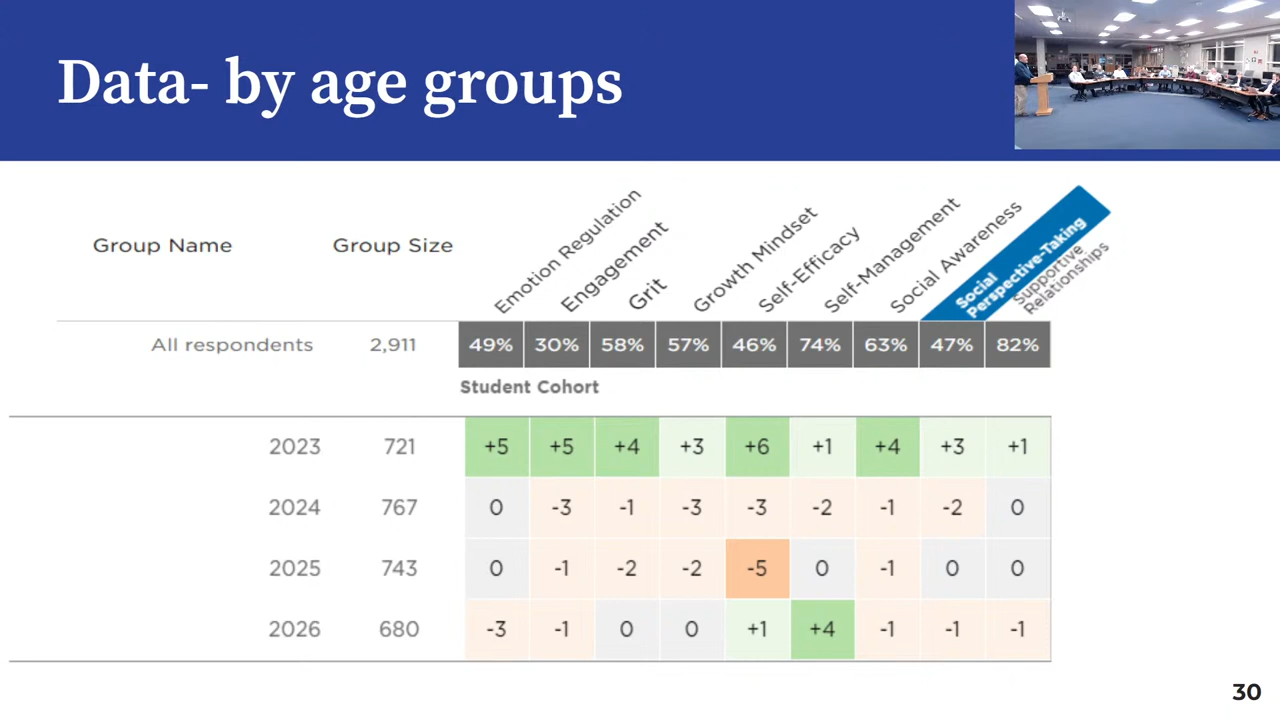 Data- by age groups
Group Name
Group Size
Emotion Regulation
Engagement
Grit
Growth Mindset
Self-Efficacy
Self-Management
Social Awareness
Social
Perspective-Taking
Supportive
Relationships
All respondents 2,911 49% 30% 58% 57% 46% 74% 63% 47% 82%
Student Cohort
2023 721 +5 +5 +4 +3 +6 +1 +4 +3 +1
2024 767 0 -3 -1 -3 -3 -2 -1 -2 0
2025 743 0 -1 -2 -2 -5 0 -1 0 0
2026 680 -3 -1 0 0 +1 +4 -1 -1 -1
30